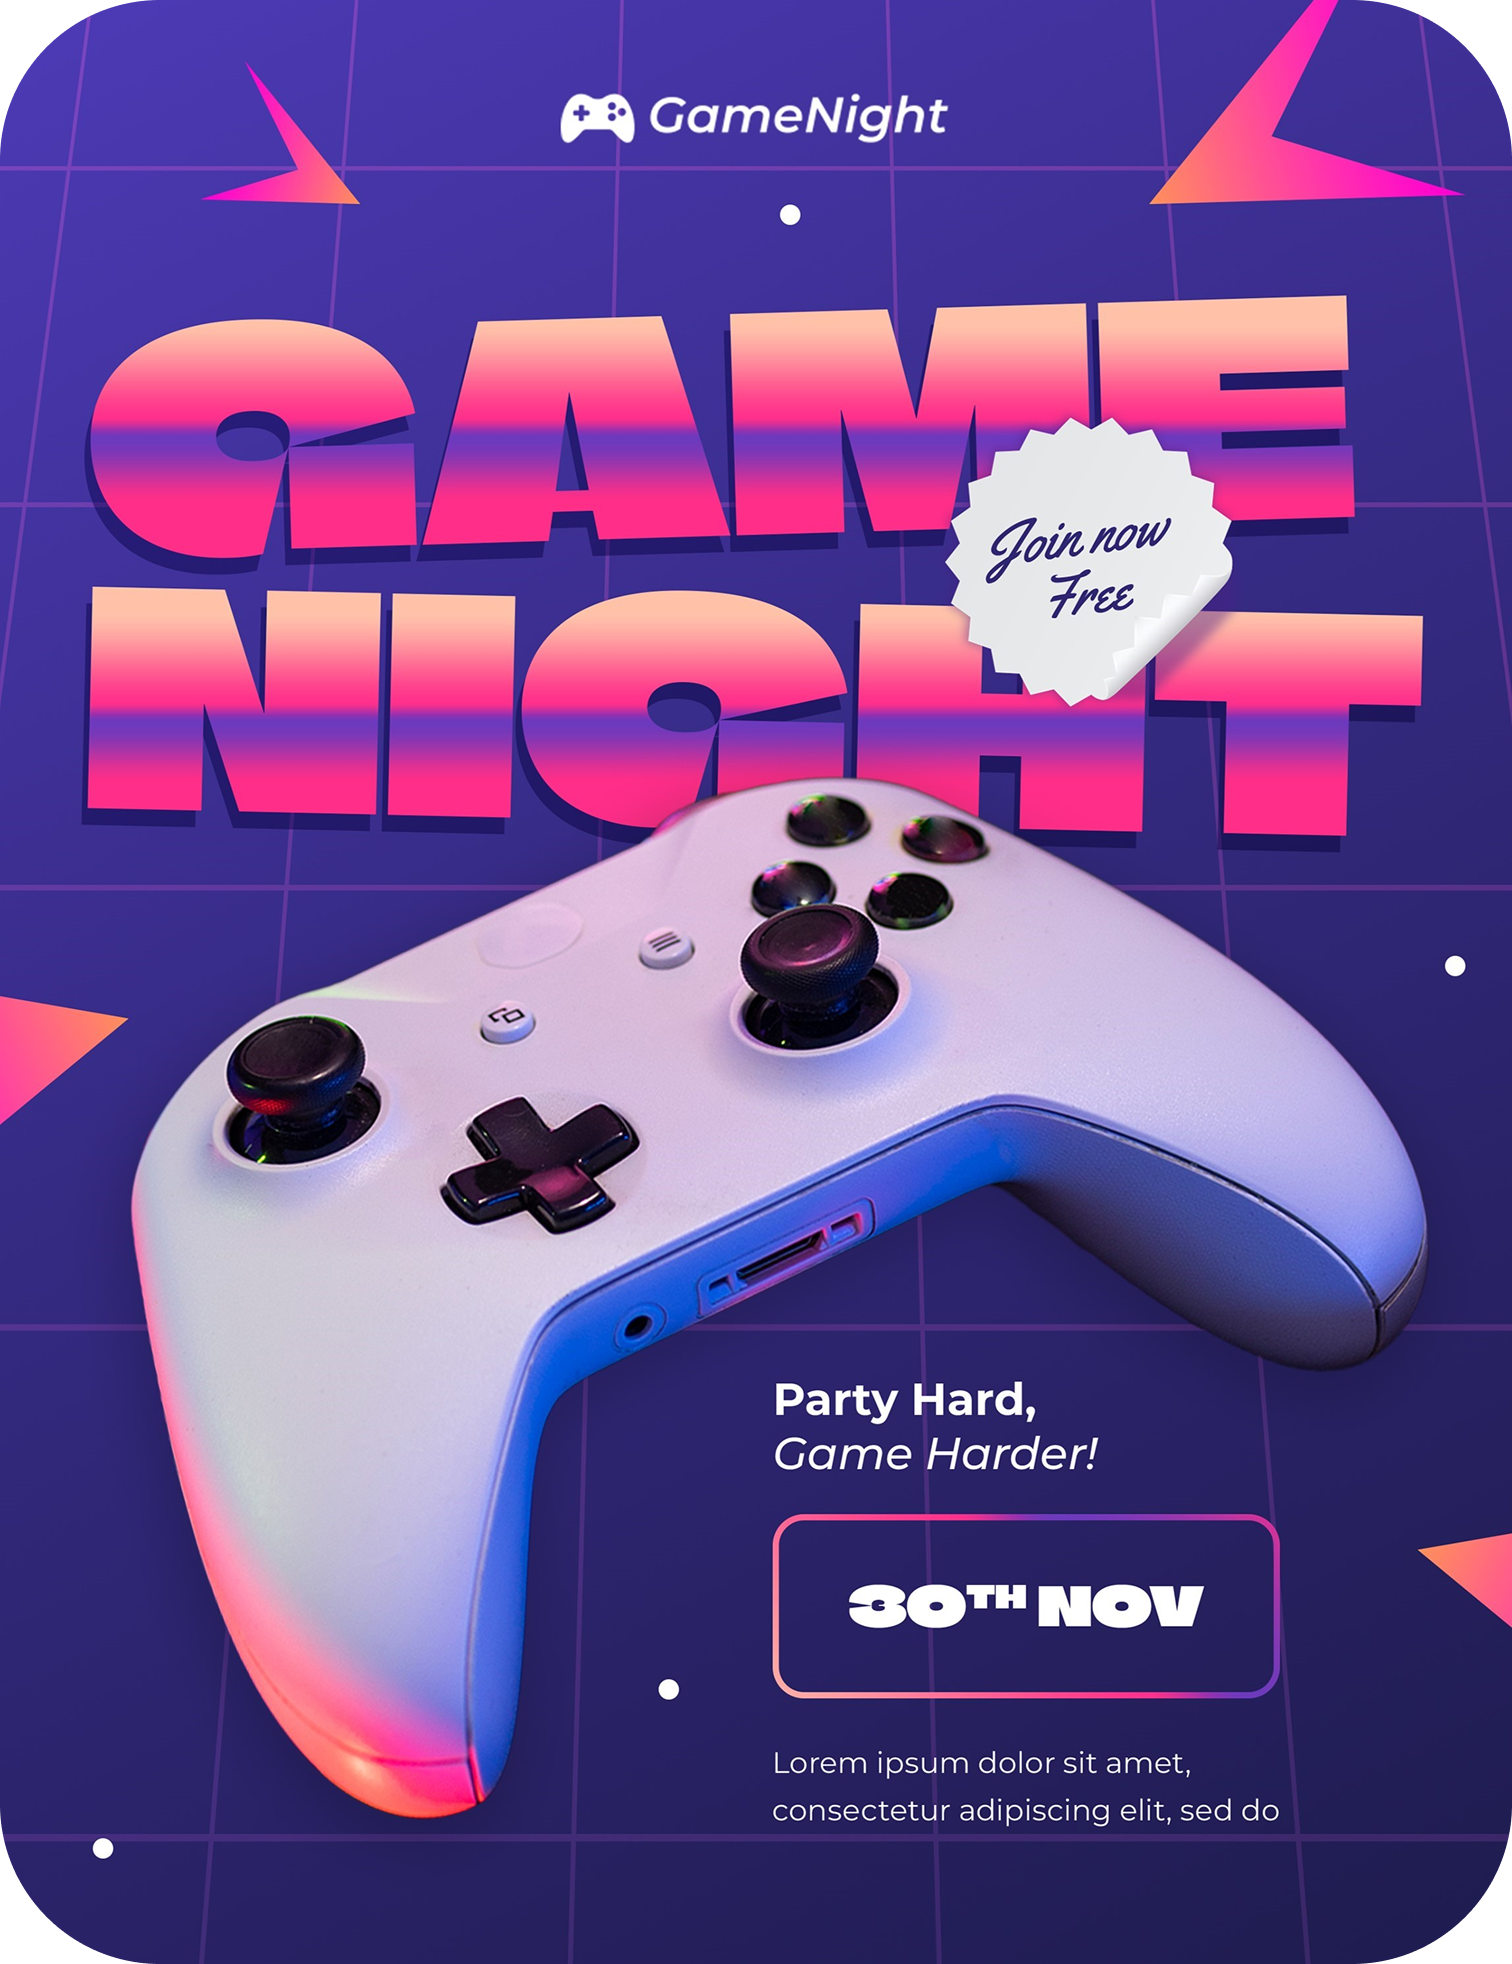 GameNight
GAME
NIGHT
Join now
Free
Party Hard,
Game Harder!
30TH NOV
Lorem ipsum dolor sit amet,
consectetur adipiscing elit, sed do